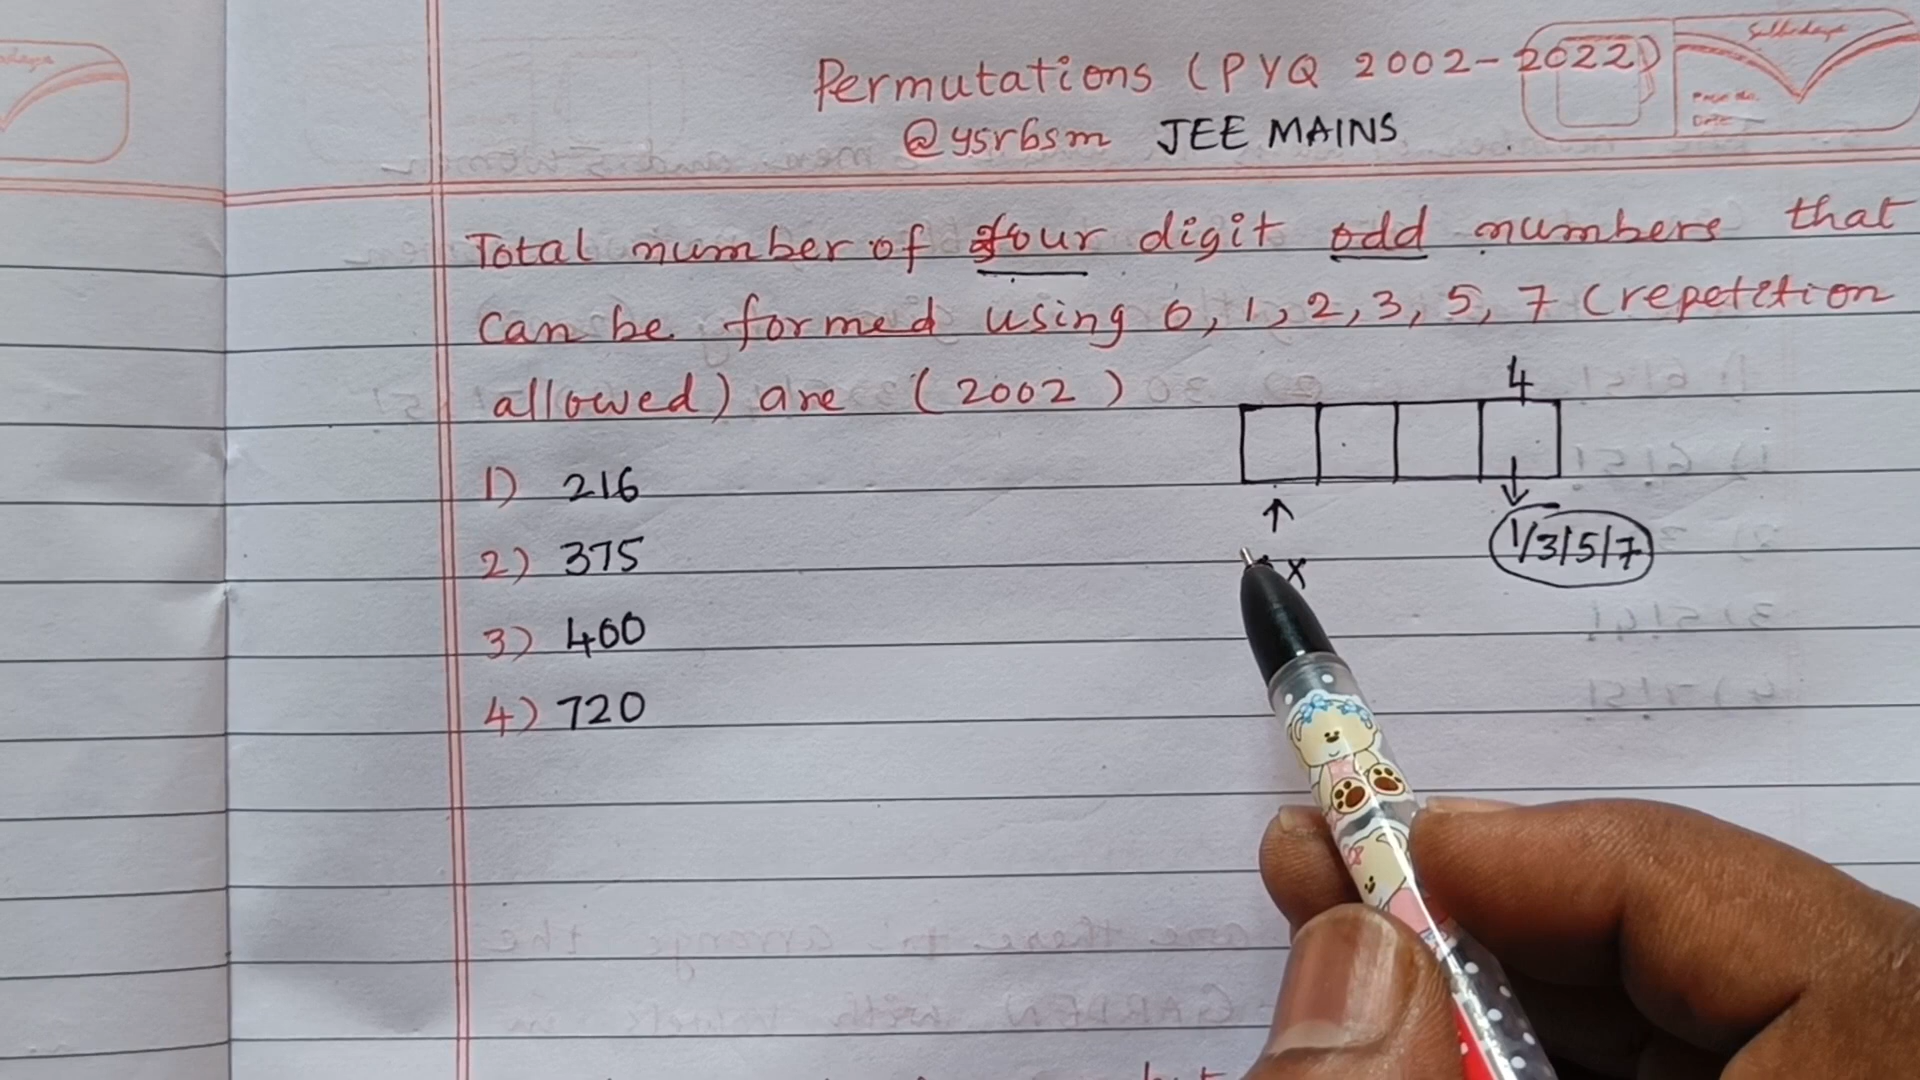 Permutations (PYQ 2002-2022)
@ysrbsm JEE MAINS
Total number of four digit odd numbers that
can be formed using 0, 1, 2, 3, 5, 7 (repetition
allowed) are (2002)
4
1) 216
1/3/5/7
2) 375
x
3) 400
4) 720